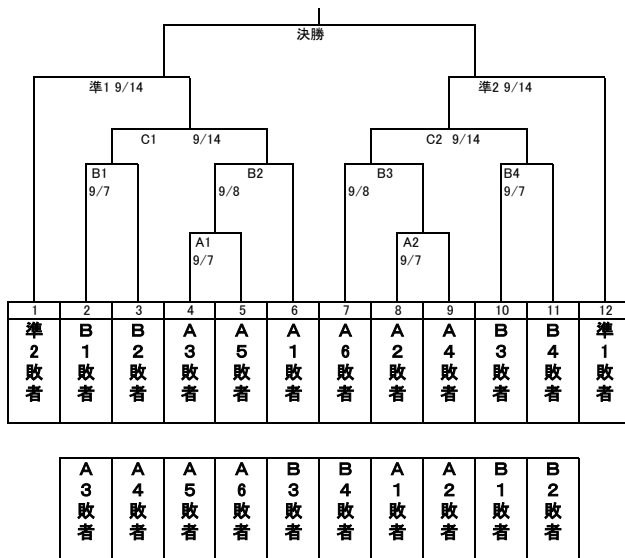 決勝
準1 9/14
準2 9/14
C1 9/14
C2 9/14
B1
9/7
B2
9/8
B3
9/8
B4
9/7
A1
9/7
A2
9/7
1 2 3 4 5 6 7 8 9 10 11 12
準2敗者 B1敗者 B2敗者 A3敗者 A5敗者 A1敗者 A6敗者 A2敗者 A4敗者 B3敗者 B4敗者 準1敗者
A3敗者 A4敗者 A5敗者 A6敗者 B3敗者 B4敗者 A1敗者 A2敗者 B1敗者 B2敗者